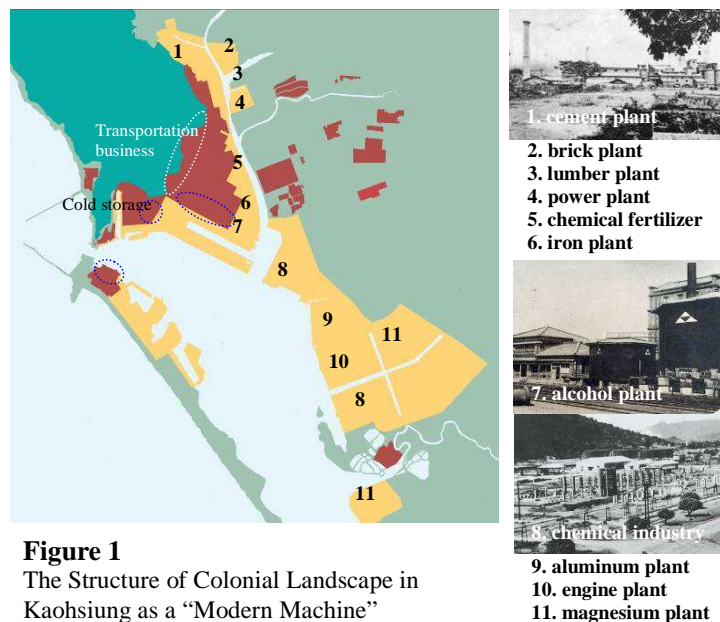 1
2
3
4
Transportation
business
5
Cold storage
6
7
8
9
11
10
8
11
1. cement plant
2. brick plant
3. lumber plant
4. power plant
5. chemical fertilizer
6. iron plant
7. alcohol plant
8. chemical industry
9. aluminum plant
10. engine plant
11. magnesium plant
Figure 1
The Structure of Colonial Landscape in
Kaohsiung as a “Modern Machine”